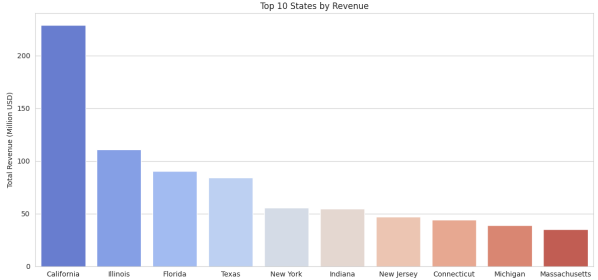 Top 10 States by Revenue
Total Revenue (Million USD)
200
150
100
50
0
California Illinois Florida Texas New York Indiana New Jersey Connecticut Michigan Massachusetts